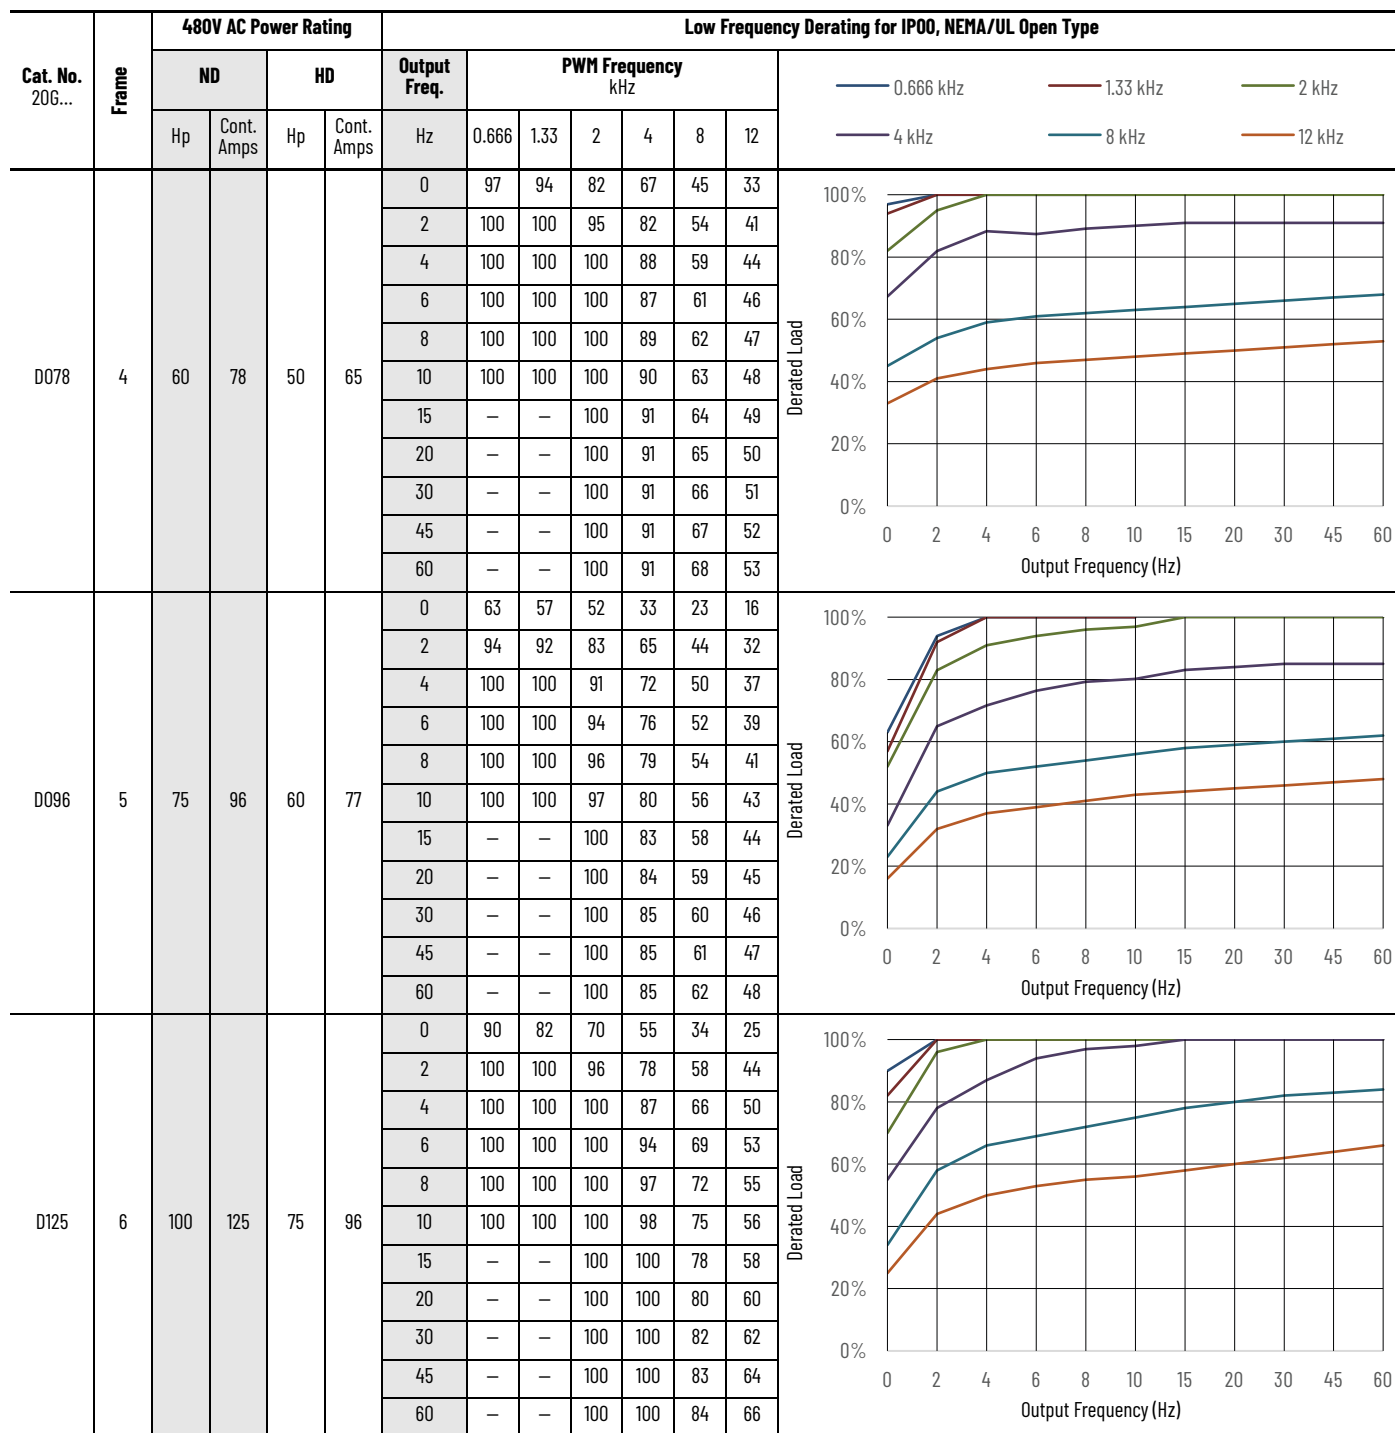 480V AC Power Rating Low Frequency Derating for IP00, NEMA/UL Open Type
Cat. No.
20G...
Frame
ND HD
Output
Freq.
PWM Frequency
kHz
Hp Cont.
Amps Hp Cont.
Amps Hz 0.666 1.33 2 4 8 12
0.666 kHz 1.33 kHz 2 kHz
4 kHz 8 kHz 12 kHz
D078 4 60 78 50 65
0 97 94 82 67 45 33
2 100 100 95 82 54 41
4 100 100 100 88 59 44
6 100 100 100 87 61 46
8 100 100 100 89 62 47
10 100 100 100 90 63 48
15 – – 100 91 64 49
20 – – 100 91 65 50
30 – – 100 91 66 51
45 – – 100 91 67 52
60 – – 100 91 68 53
Derated Load
100%
80%
60%
40%
20%
0%
0 2 4 6 8 10 15 20 30 45 60
Output Frequency (Hz)
D096 5 75 96 60 77
0 63 57 52 33 23 16
2 94 92 83 65 44 32
4 100 100 91 72 50 37
6 100 100 94 76 52 39
8 100 100 96 79 54 41
10 100 100 97 80 56 43
15 – – 100 83 58 44
20 – – 100 84 59 45
30 – – 100 85 60 46
45 – – 100 85 61 47
60 – – 100 85 62 48
Derated Load
100%
80%
60%
40%
20%
0%
0 2 4 6 8 10 15 20 30 45 60
Output Frequency (Hz)
D125 6 100 125 75 96
0 90 82 70 55 34 25
2 100 100 96 78 58 44
4 100 100 100 87 66 50
6 100 100 100 94 69 53
8 100 100 100 97 72 55
10 100 100 100 98 75 56
15 – – 100 100 78 58
20 – – 100 100 80 60
30 – – 100 100 82 62
45 – – 100 100 83 64
60 – – 100 100 84 66
Derated Load
100%
80%
60%
40%
20%
0%
0 2 4 6 8 10 15 20 30 45 60
Output Frequency (Hz)